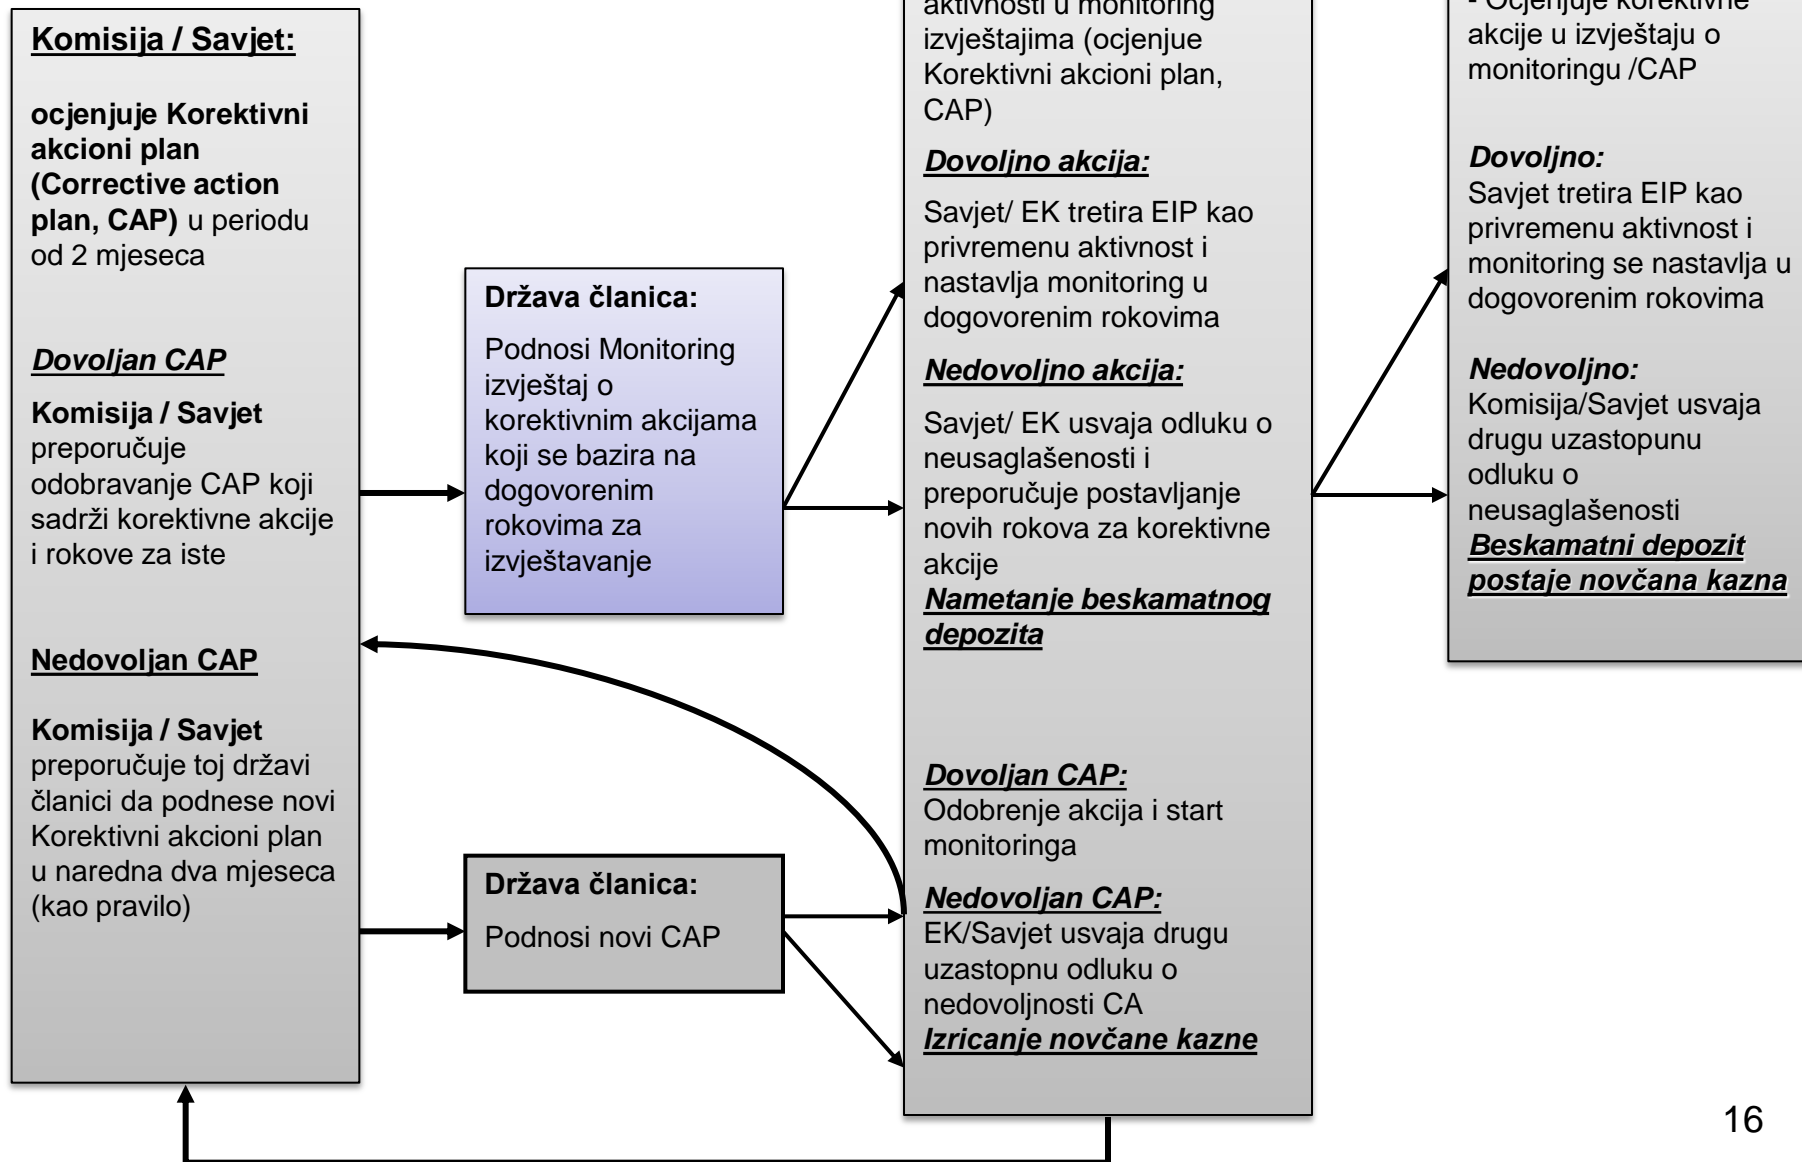 Komisija / Savjet:
ocjenjuje Korektivni
akcioni plan
(Corrective action
plan, CAP) u periodu
od 2 mjeseca
Dovoljan CAP
Komisija / Savjet
preporučuje
odobravanje CAP koji
sadrži korektivne akcije
i rokove za iste
Nedovoljan CAP
Komisija / Savjet
preporučuje toj državi
članici da podnese novi
Korektivni akcioni plan
u naredna dva mjeseca
(kao pravilo)
Država članica:
Podnosi Monitoring
izvještaj o
korektivnim akcijama
koji se bazira na
dogovorenim
rokovima za
izvještavanje
Država članica:
Podnosi novi CAP
aktivnosti u monitoring
izvještajima (ocjenjue
Korektivni akcioni plan,
CAP)
Dovoljno akcija:
Savjet/ EK tretira EIP kao
privremenu aktivnost i
nastavlja monitoring u
dogovorenim rokovima
Nedovoljno akcija:
Savjet/ EK usvaja odluku o
neusaglašenosti i
preporučuje postavljanje
novih rokova za korektivne
akcije
Nametanje beskamatnog
depozita
Dovoljan CAP:
Odobrenje akcija i start
monitoringa
Nedovoljan CAP:
EK/Savjet usvaja drugu
uzastopnu odluku o
nedovoljnosti CA
Izricanje novčane kazne
- Ocjenjuje korektivne
akcije u izvještaju o
monitoringu /CAP
Dovoljno:
Savjet tretira EIP kao
privremenu aktivnost i
monitoring se nastavlja u
dogovorenim rokovima
Nedovoljno:
Komisija/Savjet usvaja
drugu uzastopunu
odluku o
neusaglašenosti
Beskamatni depozit
postaje novčana kazna
16